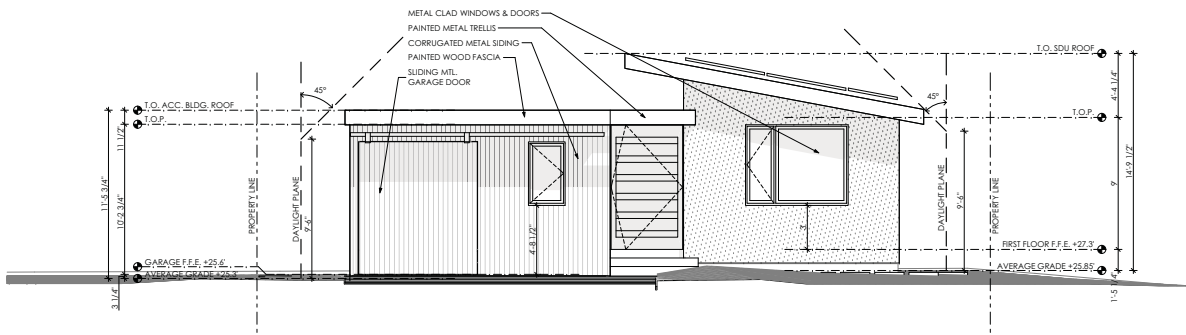 METAL CLAD WINDOWS & DOORS
PAINTED METAL TRELLIS
CORRUGATED METAL SIDING
PAINTED WOOD FASCIA
SLIDING MTL.
GARAGE DOOR
T.O. SDU ROOF
45°
45°
T.O. ACC. BLDG. ROOF
T.O.P.
T.O.P.
11 1/2"
11'-5 3/4"
10'-2 3/4"
PROPERTY LINE
DAYLIGHT PLANE
9'-6"
4'-8 1/2"
3'
DAYLIGHT PLANE
9'-6"
PROPERTY LINE
4'-4 1/4"
9'
14'-9 1/2"
FIRST FLOOR F.F.E. +27.3'
GARAGE F.F.E. +25.6'
AVERAGE GRADE +25.3'
AVERAGE GRADE +25.85'
3 1/4"
1'-5 1/4"